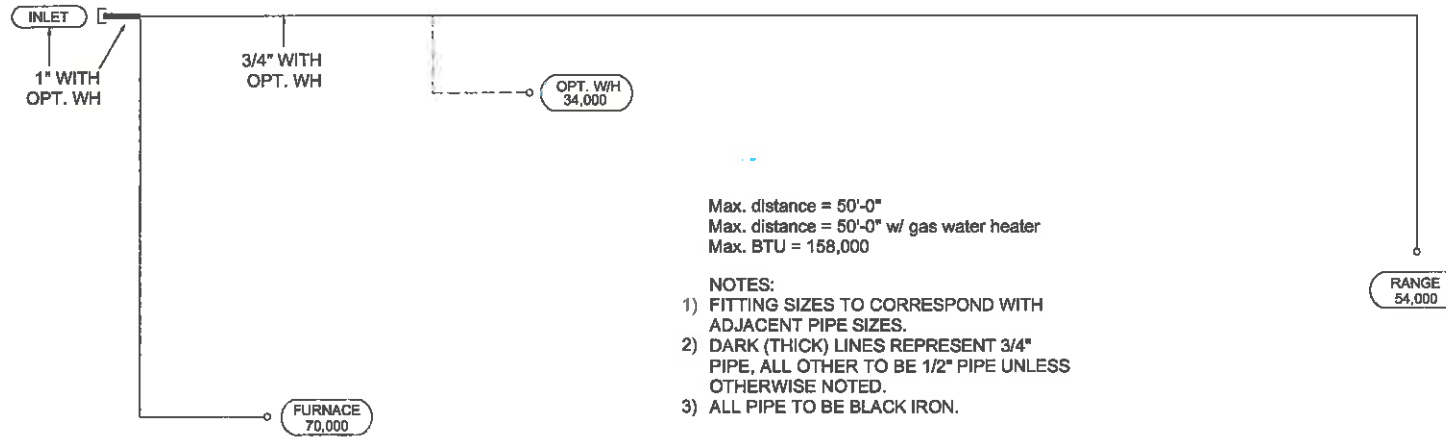 INLET
1" WITH
OPT. WH
3/4" WITH
OPT. WH
OPT. W/H
34,000
Max. distance = 50'-0"
Max. distance = 50'-0" w/ gas water heater
Max. BTU = 158,000
NOTES:
1) FITTING SIZES TO CORRESPOND WITH
ADJACENT PIPE SIZES.
2) DARK (THICK) LINES REPRESENT 3/4"
PIPE, ALL OTHER TO BE 1/2" PIPE UNLESS
OTHERWISE NOTED.
3) ALL PIPE TO BE BLACK IRON.
RANGE
54,000
FURNACE
70,000